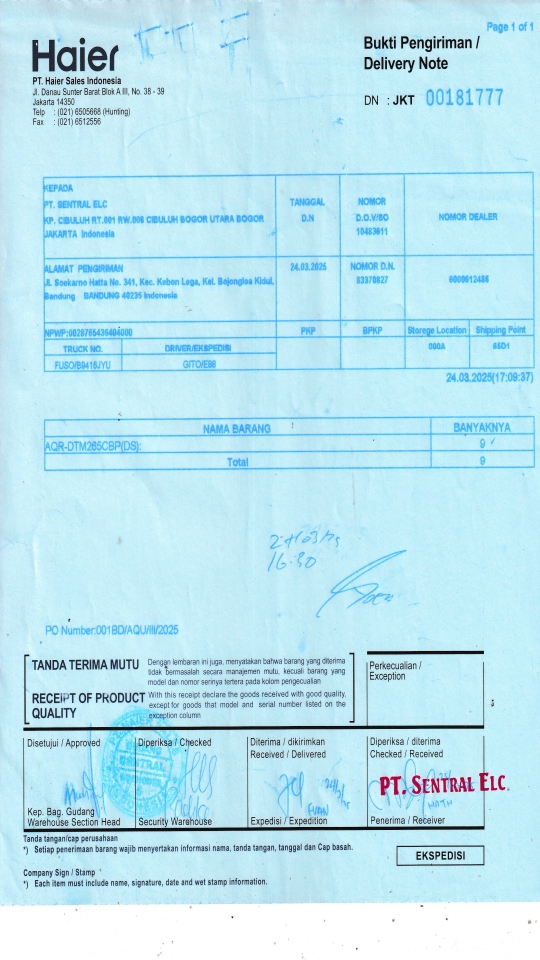 Page 1 of 1
Haier
PT. Haier Sales Indonesia
Jl. Danau Sunter Barat Blok A III, No. 38 - 39
Jakarta 14350
Telp : (021) 6505668 (Hunting)
Fax : (021) 6512556
Bukti Pengiriman /
Delivery Note
DN : JKT 00181777
KEPADA
PT. SENTRAL ELC
KP. CIBULUH RT.001 RW.006 CIBULUH BOGOR UTARA BOGOR
JAKARTA Indonesia
TANGGAL
D.N
NOMOR
D.O.V/SO
10483611
NOMOR DEALER
ALAMAT PENGIRIMAN
Jl. Soekarno Hatta No. 341, Kec. Kebon Lega, Kel. Bojongloa Kidul,
Bandung BANDUNG 40235 Indonesia
24.03.2025
NOMOR D.N.
83370827
6000612486
NPWP:
PKP
BPKP
Storege Location
Shipping Point
TRUCK NO.
DRIVER/EKSPEDISI
FUSO/B9416JYU
GITO/E98
24.03.2025(17:09:37)
NAMA BARANG
BANYAKNYA
AQR-DTM265CBP(DS):
9
Total
9
16.30
PO Number:001BD/AQU/III/2025
TANDA TERIMA MUTU
Dengan lembaran ini juga, menyatakan bahwa barang yang diterima
tidak bermasalah secara manajemen mutu, kecuali barang yang
model dan nomor serinya tertera pada kolom pengecualian
RECEIPT OF PRODUCT
QUALITY
With this receipt declare the goods received with good quality,
except for goods that model and serial number listed on the
exception column
Perkecualian /
Exception
Disetujui / Approved
Diperiksa / Checked
Diterima / dikirimkan
Received / Delivered
Diperiksa / diterima
Checked / Received
SENTRAL
PT. SENTRAL ELC.
Kep. Bag. Gudang
Warehouse Section Head
Security Warehouse
Expedisi / Expedition
Penerima / Receiver
Tanda tangan/cap perusahaan
*) Setiap penerimaan barang wajib menyertakan informasi nama, tanda tangan, tanggal dan Cap basah.
EKSPEDISI
Company Sign / Stamp
*) Each item must include name, signature, date and wet stamp information.